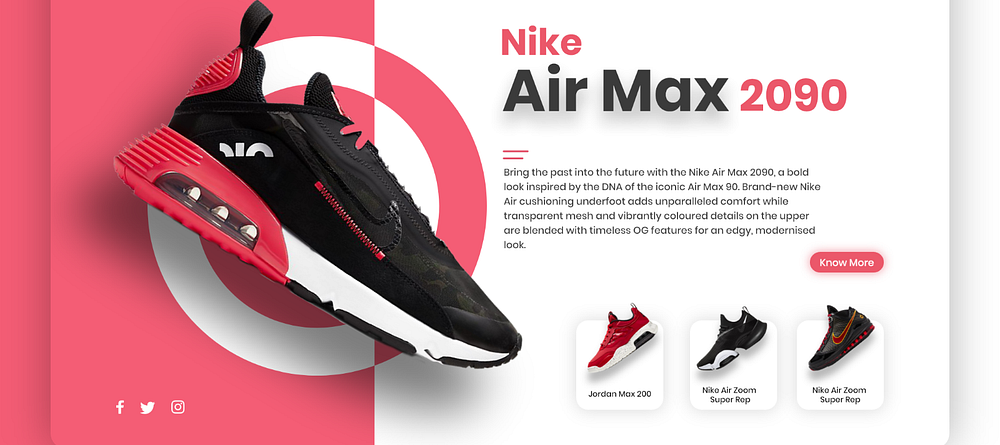 Nike
Air Max 2090
Bring the past into the future with the Nike Air Max 2090, a bold
look inspired by the DNA of the iconic Air Max 90. Brand-new Nike
Air cushioning underfoot adds unparalleled comfort while
transparent mesh and vibrantly coloured details on the upper
are blended with timeless OG features for an edgy, modernised
look.
Know More
Jordan Max 200
Nike Air Zoom
Super Rep
Nike Air Zoom
Super Rep